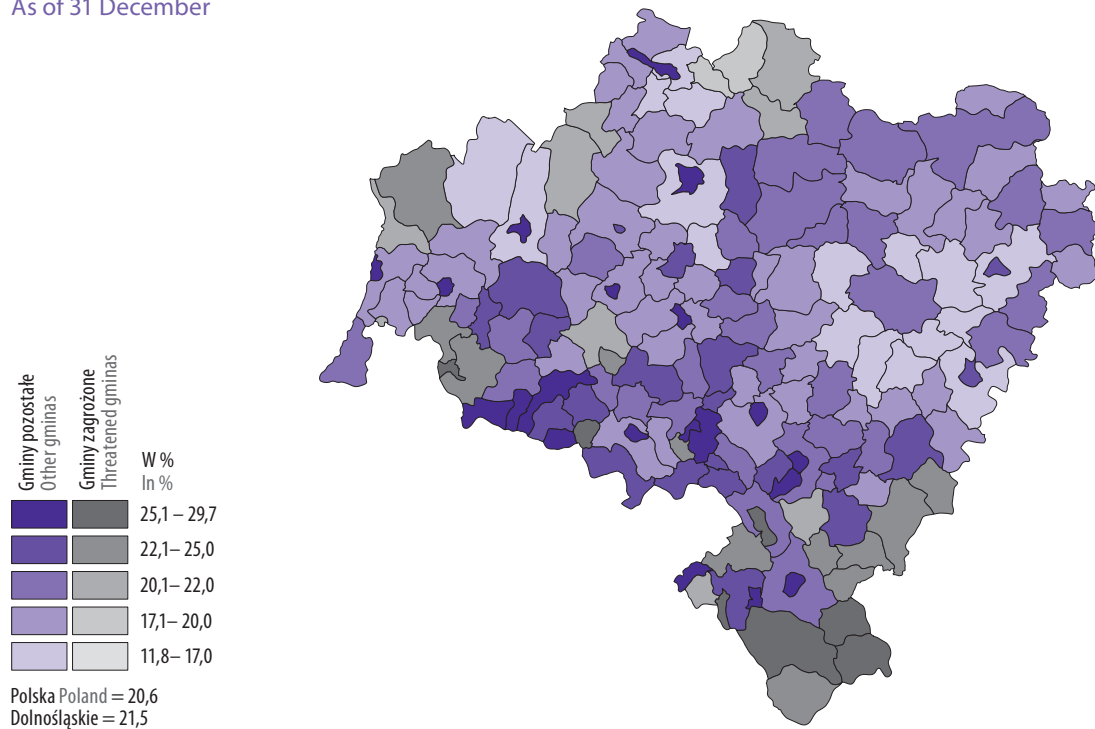 As of 31 December
Gminy pozostałe
Other gminas
Gminy zagrożone
Threatened gminas
W %
In %
25,1 – 29,7
22,1– 25,0
20,1– 22,0
17,1– 20,0
11,8– 17,0
Polska Poland = 20,6
Dolnośląskie = 21,5